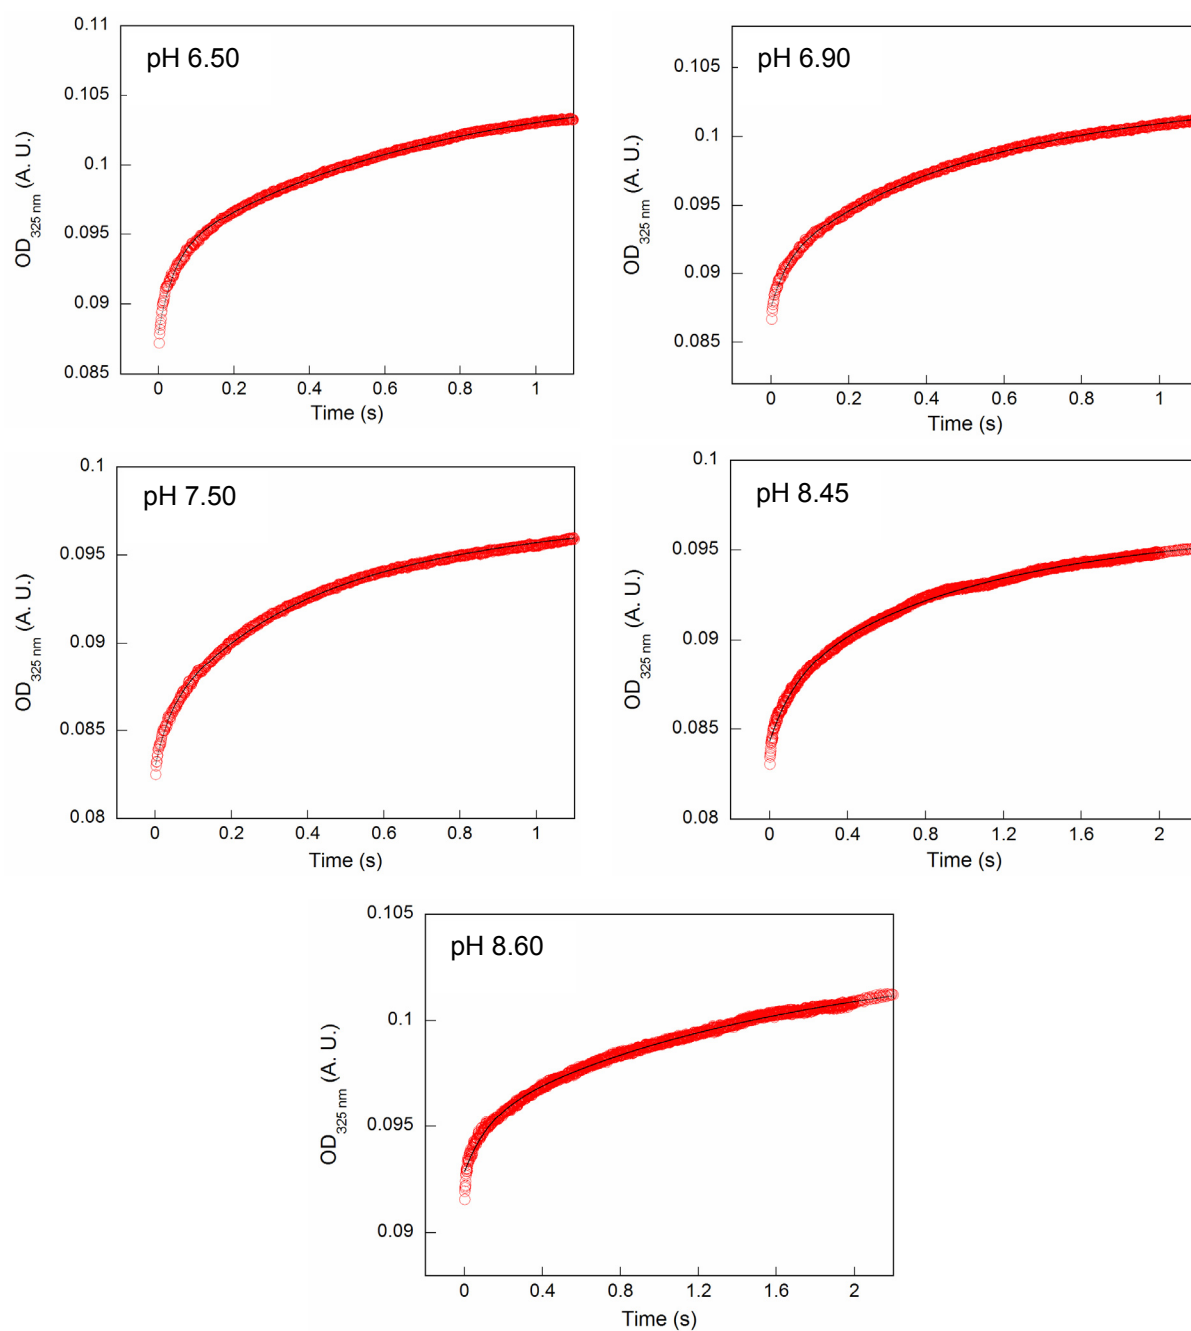 pH 6.50
0.11
0.105
0.1
0.095
0.09
0.085
OD325 nm (A. U.)
0 0.2 0.4 0.6 0.8 1
Time (s)
pH 6.90
0.105
0.1
0.095
0.09
0.085
OD325 nm (A. U.)
0 0.2 0.4 0.6 0.8 1
Time (s)
pH 7.50
0.1
0.095
0.09
0.085
0.08
OD325 nm (A. U.)
0 0.2 0.4 0.6 0.8 1
Time (s)
pH 8.45
0.1
0.095
0.09
0.085
0.08
OD325 nm (A. U.)
0 0.4 0.8 1.2 1.6 2
Time (s)
pH 8.60
0.105
0.1
0.095
0.09
OD325 nm (A. U.)
0 0.4 0.8 1.2 1.6 2
Time (s)